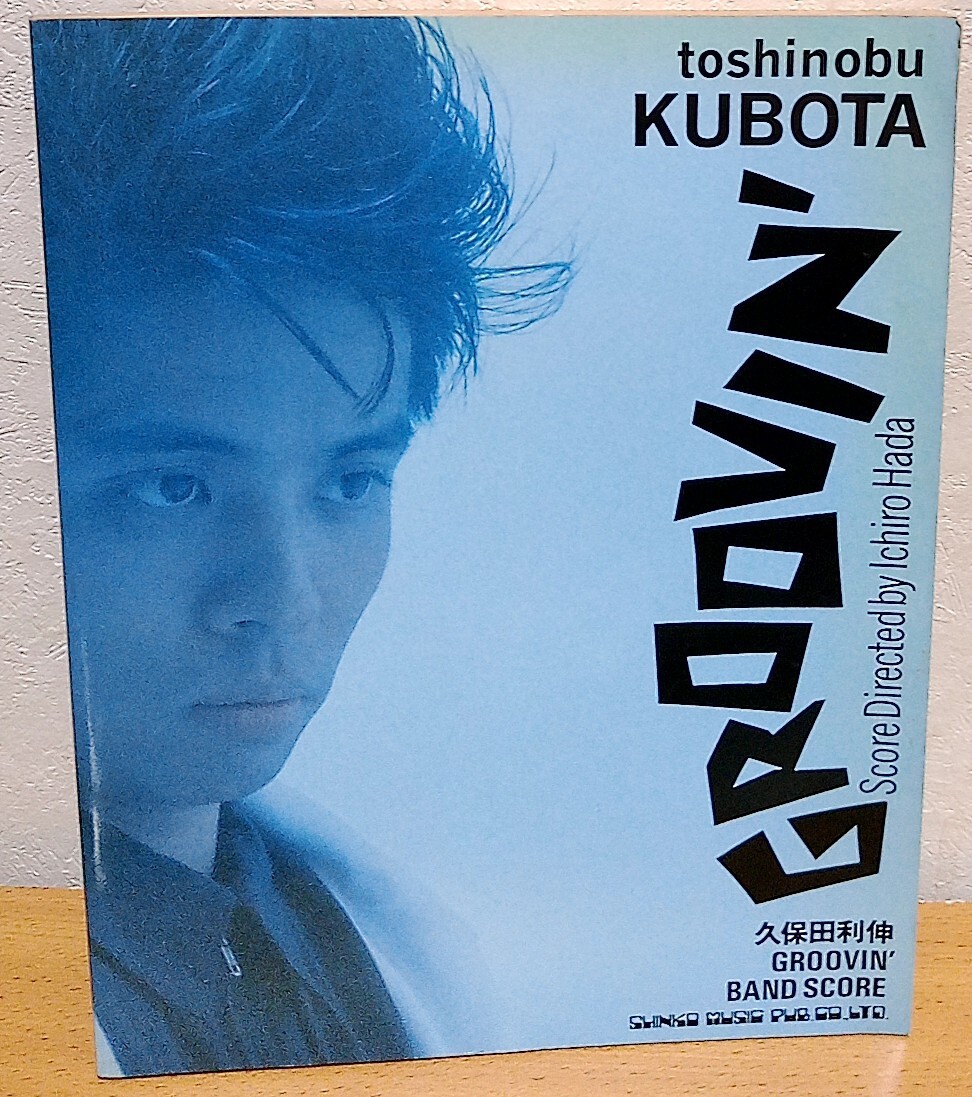 toshinobu
KUBOTA
GROOVIN'
Score Directed by Ichiro Hada
久保田利伸
GROOVIN'
BAND SCORE
SHINKO MUSIC PUB. CO., LTD.